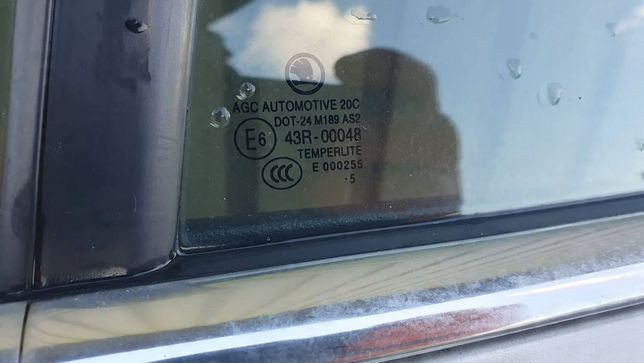 AGC AUTOMOTIVE 20C
DOT-24 M189 AS2
E6 43R-00048
TEMPERLITE
CCC E 000255
.5